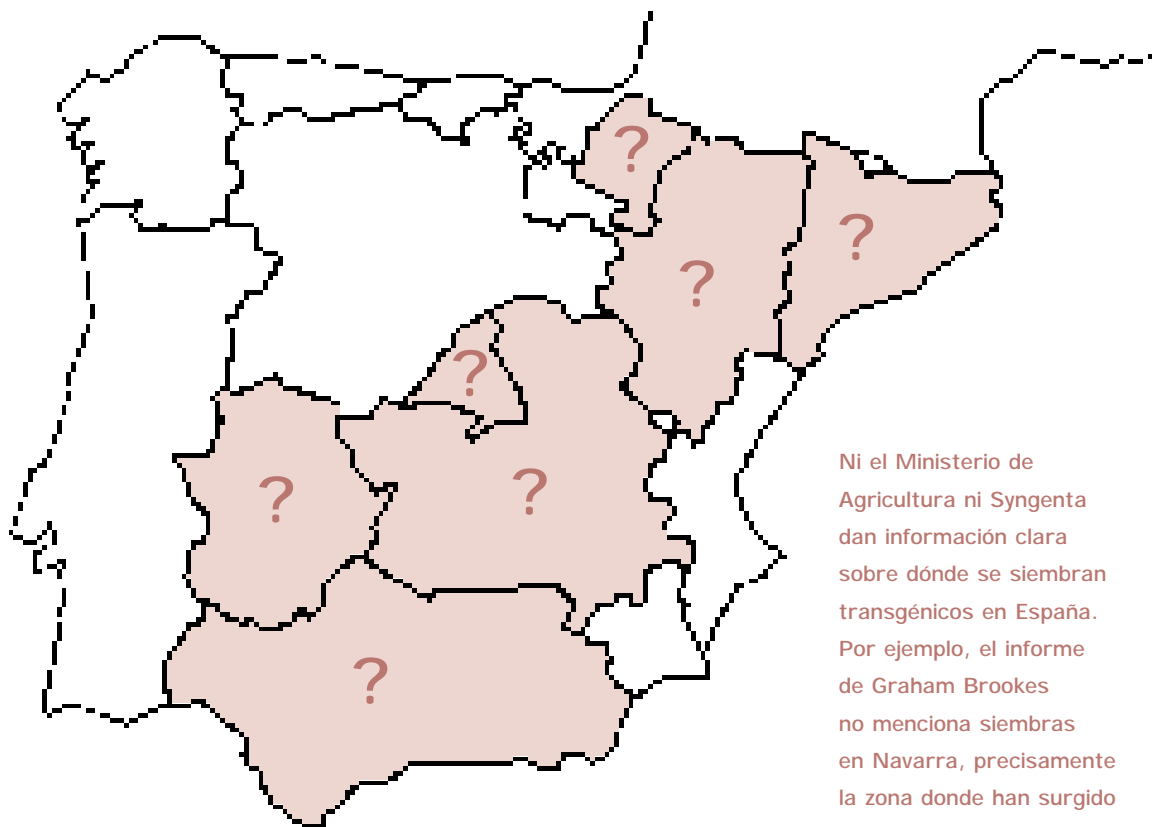 ?
?
?
?
?
?
?
Ni el Ministerio de
Agricultura ni Syngenta
dan información clara
sobre dónde se siembran
transgénicos en España.
Por ejemplo, el informe
de Graham Brookes
no menciona siembras
en Navarra, precisamente
la zona donde han surgido